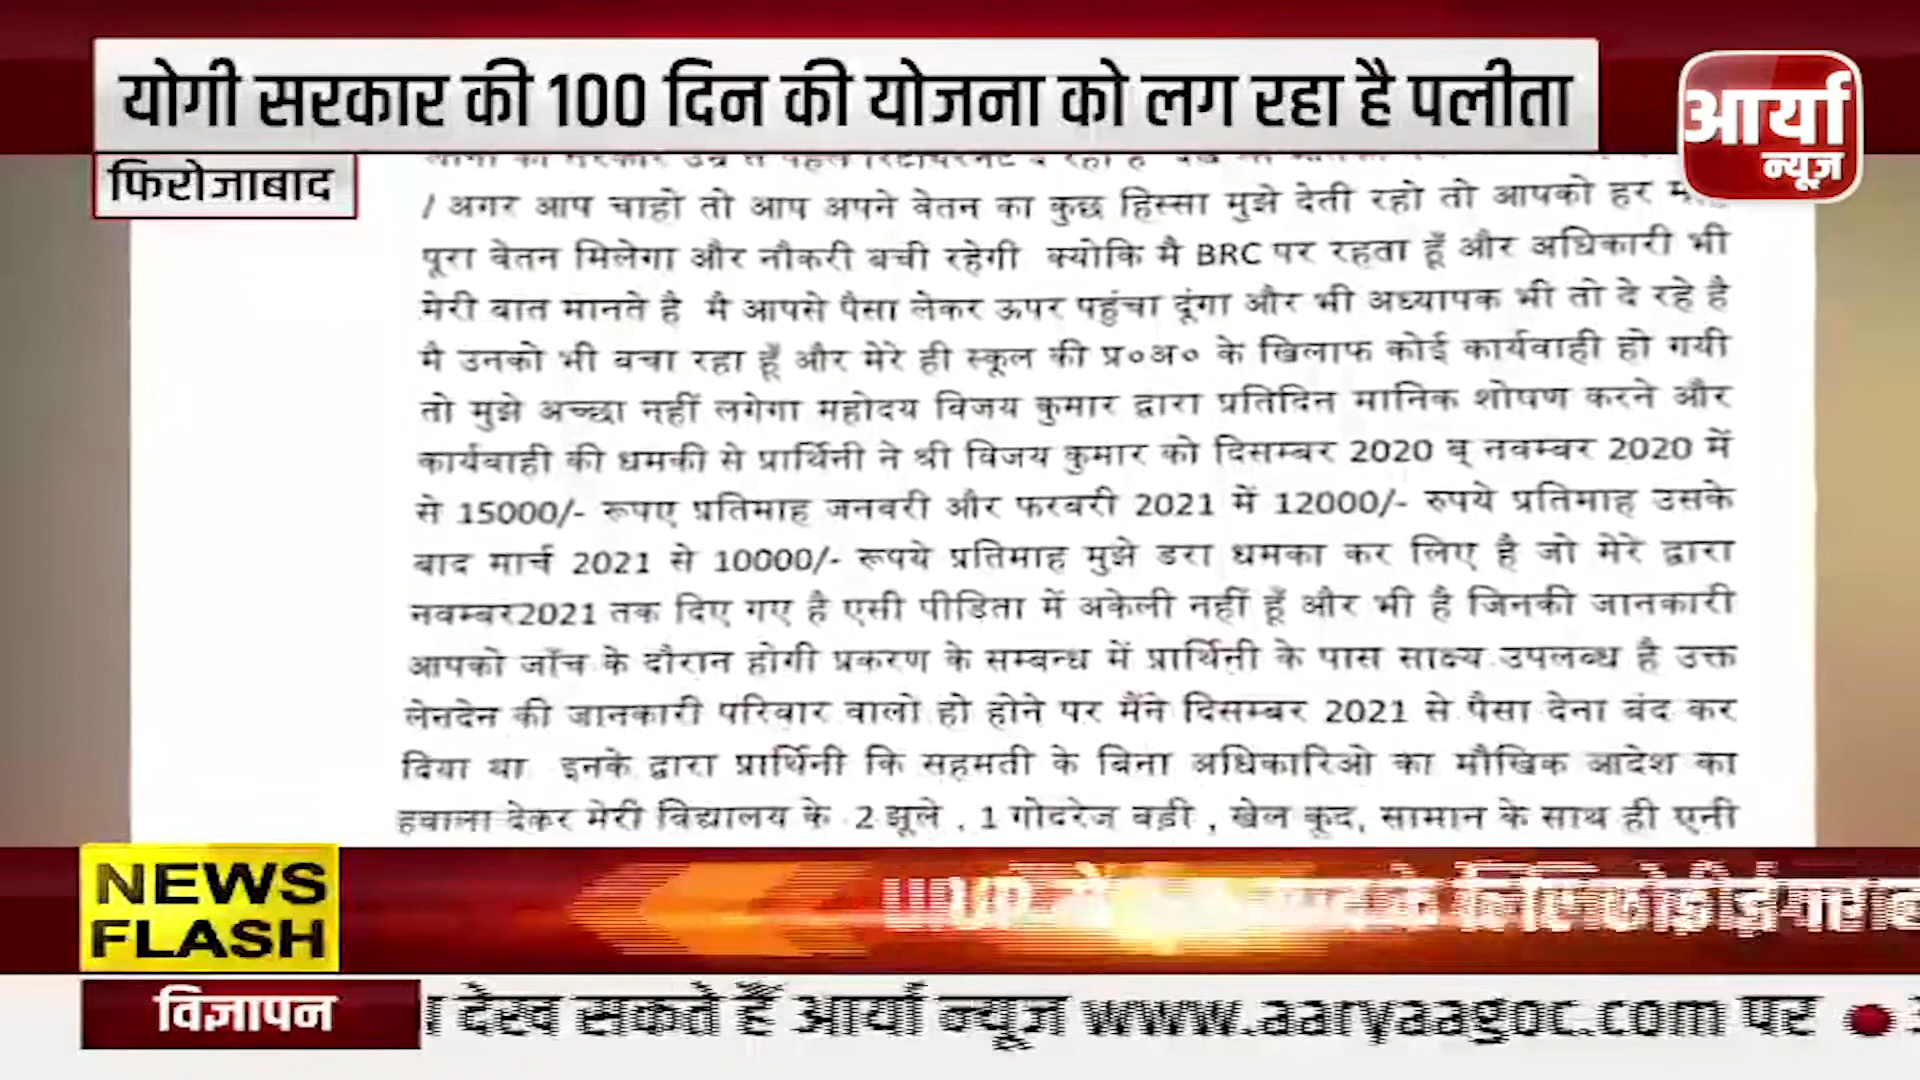 योगी सरकार की 100 दिन की योजना को लग रहा है पलीता
आर्या
न्यूज़
फिरोजाबाद
/ अगर आप चाहो तो आप अपने वेतन का कुछ हिस्सा मुझे देती रहो तो आपको हर
पूरा वेतन मिलेगा और नौकरी बची रहेगी क्योकि मै BRC पर रहता हूँ और अधिकारी भी
मेरी बात मानते है मै आपसे पैसा लेकर ऊपर पहुंचा दूंगा और भी अध्यापक भी तो दे रहे है
मै उनको भी बचा रहा हूँ और मेरे ही स्कूल की प्र०अ० के खिलाफ कोई कार्यवाही हो गयी
तो मुझे अच्छा नहीं लगेगा महोदय विजय कुमार द्वारा प्रतिदिन मानिक शोषण करने और
कार्यवाही की धमकी से प्रार्थिनी ने श्री विजय कुमार को दिसम्बर 2020 ब् नवम्बर 2020 में
से 15000/- रूपए प्रतिमाह जनवरी और फरवरी 2021 में 12000/- रुपये प्रतिमाह उसके
बाद मार्च 2021 से 10000/- रूपये प्रतिमाह मुझे डरा धमका कर लिए है जो मेरे द्वारा
नवम्बर2021 तक दिए गए है एसी पीडिता में अकेली नहीं हूँ और भी है जिनकी जानकारी
आपको जाँच के दौरान होगी प्रकरण के सम्बन्ध में प्रार्थिनी के पास साक्ष्य उपलब्ध है उक्त
लेनदेन की जानकारी परिवार वालो हो होने पर मैंने दिसम्बर 2021 से पैसा देना बंद कर
दिया था इनके द्वारा प्रार्थिनी कि सहमती के बिना अधिकारिओ का मौखिक आदेश का
हवाला देकर मेरी विद्यालय के 2 झूले , 1 गोदरेज बड़ी , खेल कूद, सामान के साथ ही एनी
NEWS
FLASH
विज्ञापन
देख सकते हैं आर्या न्यूज www.aaryaagoc.com पर